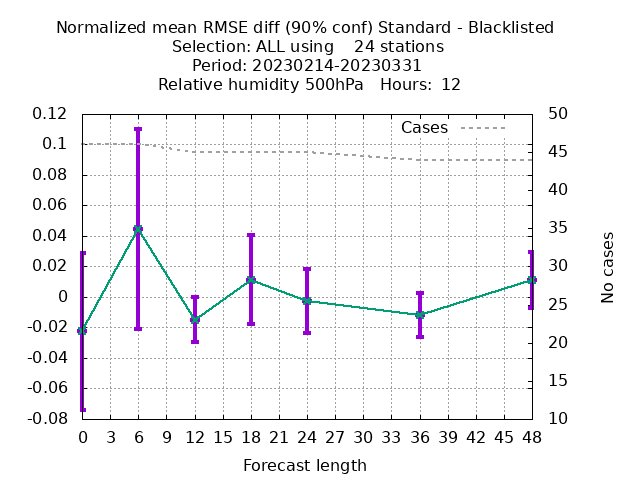 Normalized mean RMSE diff (90% conf) Standard - Blacklisted
Selection: ALL using    24 stations
Period: 20230214-20230331
Relative humidity 500hPa   Hours:  12
Cases
0.12
0.1
0.08
0.06
0.04
0.02
0
-0.02
-0.04
-0.06
-0.08
50
45
40
35
30
25
20
15
10
No cases
0 3 6 9 12 15 18 21 24 27 30 33 36 39 42 45 48
Forecast length